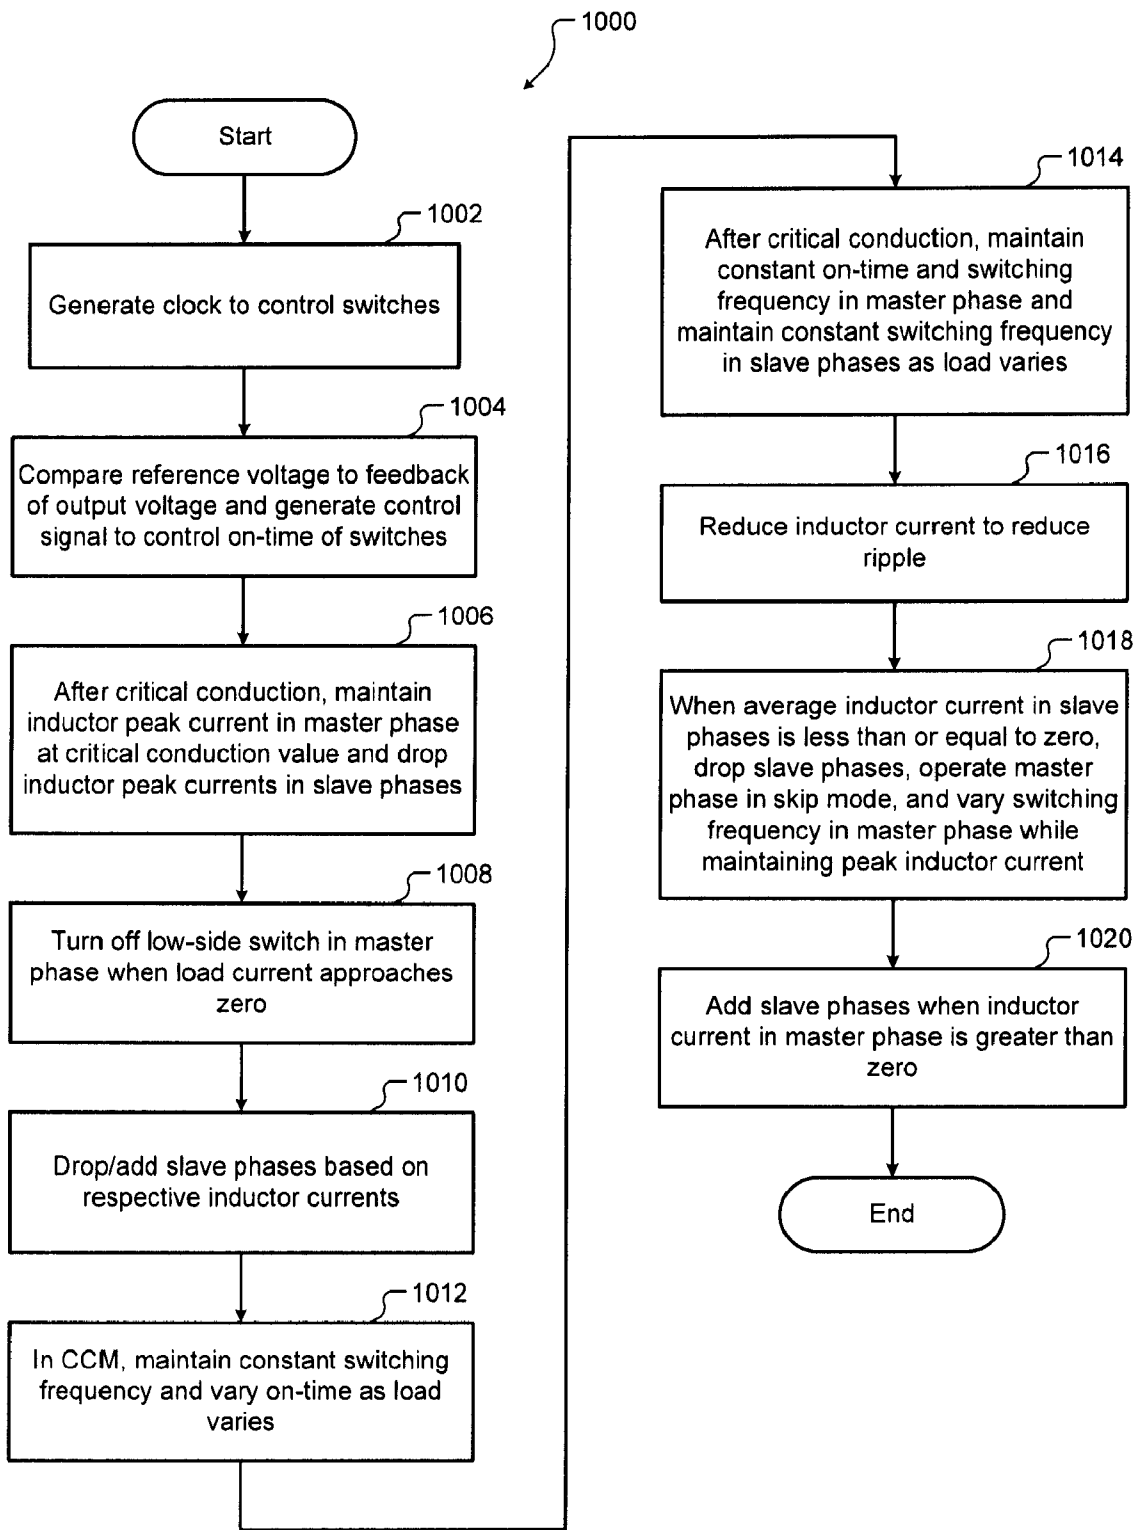 1000
Start
1002
Generate clock to control switches
1004
Compare reference voltage to feedback
of output voltage and generate control
signal to control on-time of switches
1006
After critical conduction, maintain
inductor peak current in master phase
at critical conduction value and drop
inductor peak currents in slave phases
1008
Turn off low-side switch in master
phase when load current approaches
zero
1010
Drop/add slave phases based on
respective inductor currents
1012
In CCM, maintain constant switching
frequency and vary on-time as load
varies
1014
After critical conduction, maintain
constant on-time and switching
frequency in master phase and
maintain constant switching frequency
in slave phases as load varies
1016
Reduce inductor current to reduce
ripple
1018
When average inductor current in slave
phases is less than or equal to zero,
drop slave phases, operate master
phase in skip mode, and vary switching
frequency in master phase while
maintaining peak inductor current
1020
Add slave phases when inductor
current in master phase is greater than
zero
End